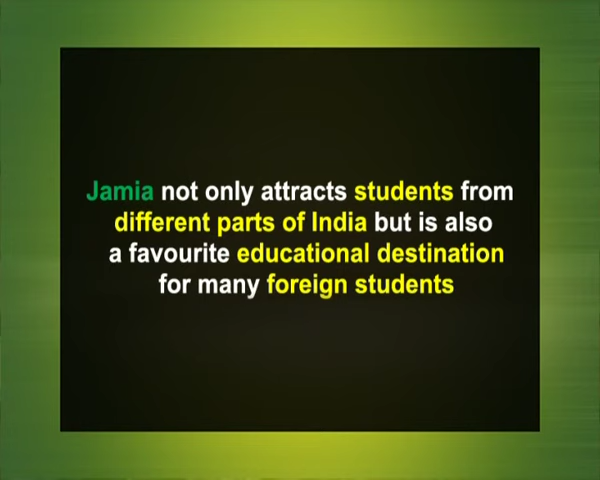 Jamia not only attracts students from
different parts of India but is also
a favourite educational destination
for many foreign students